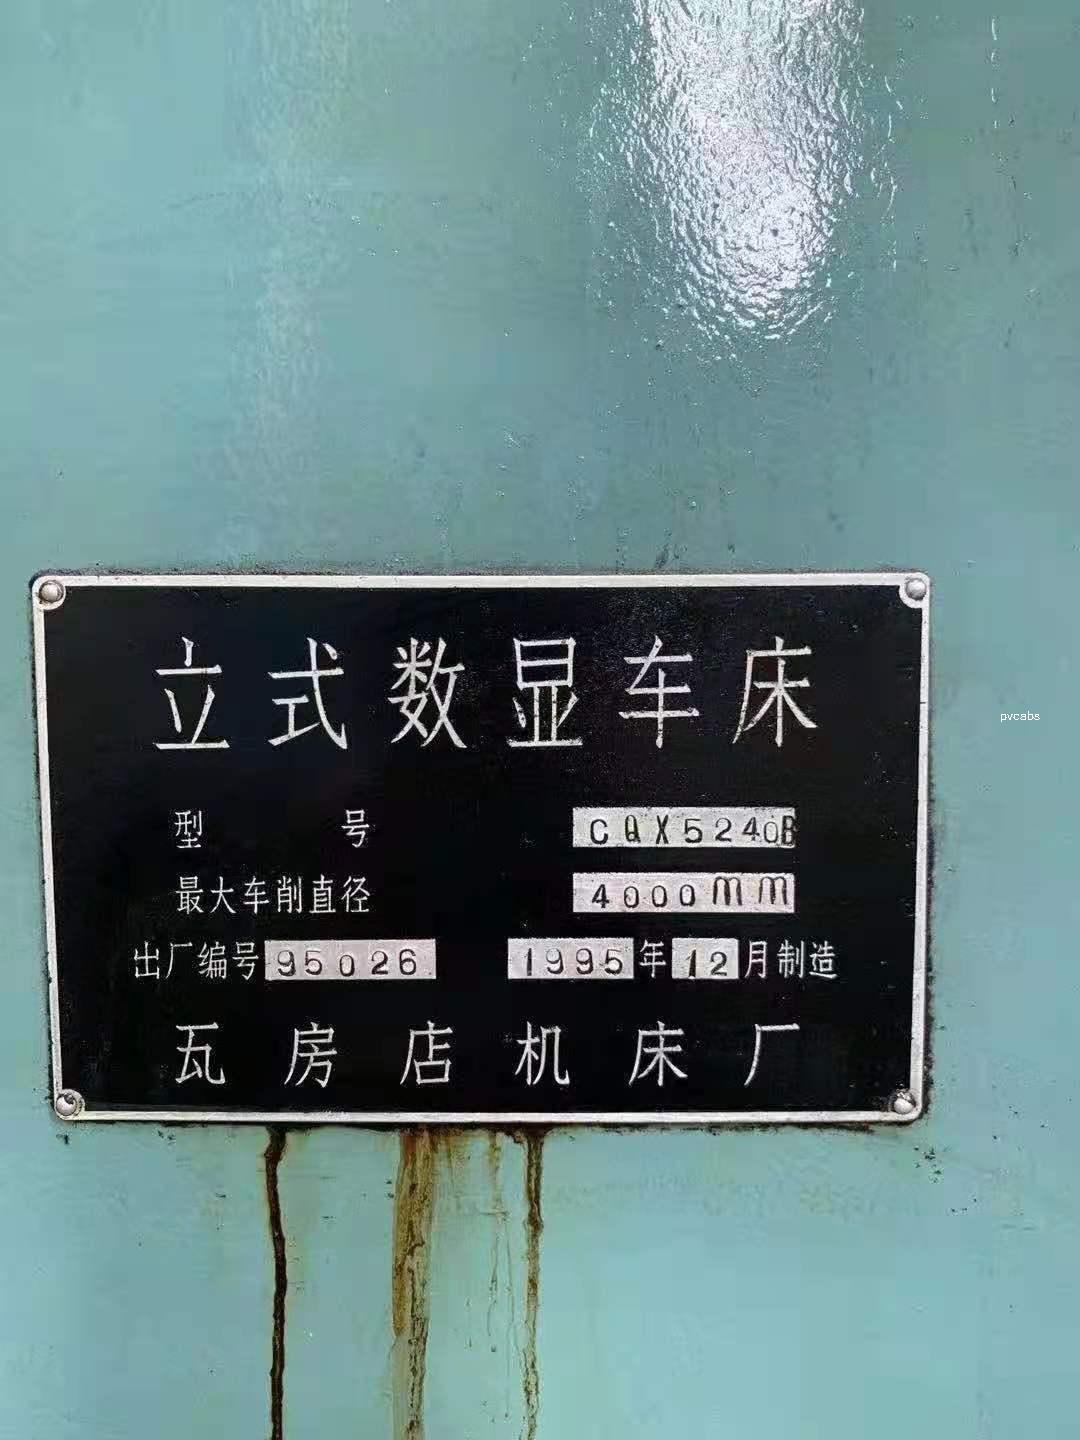 立式数显车床
型号 CQX5240B
最大车削直径 4000mm
出厂编号 95026 1995年12月制造
瓦房店机床厂
pvcabs